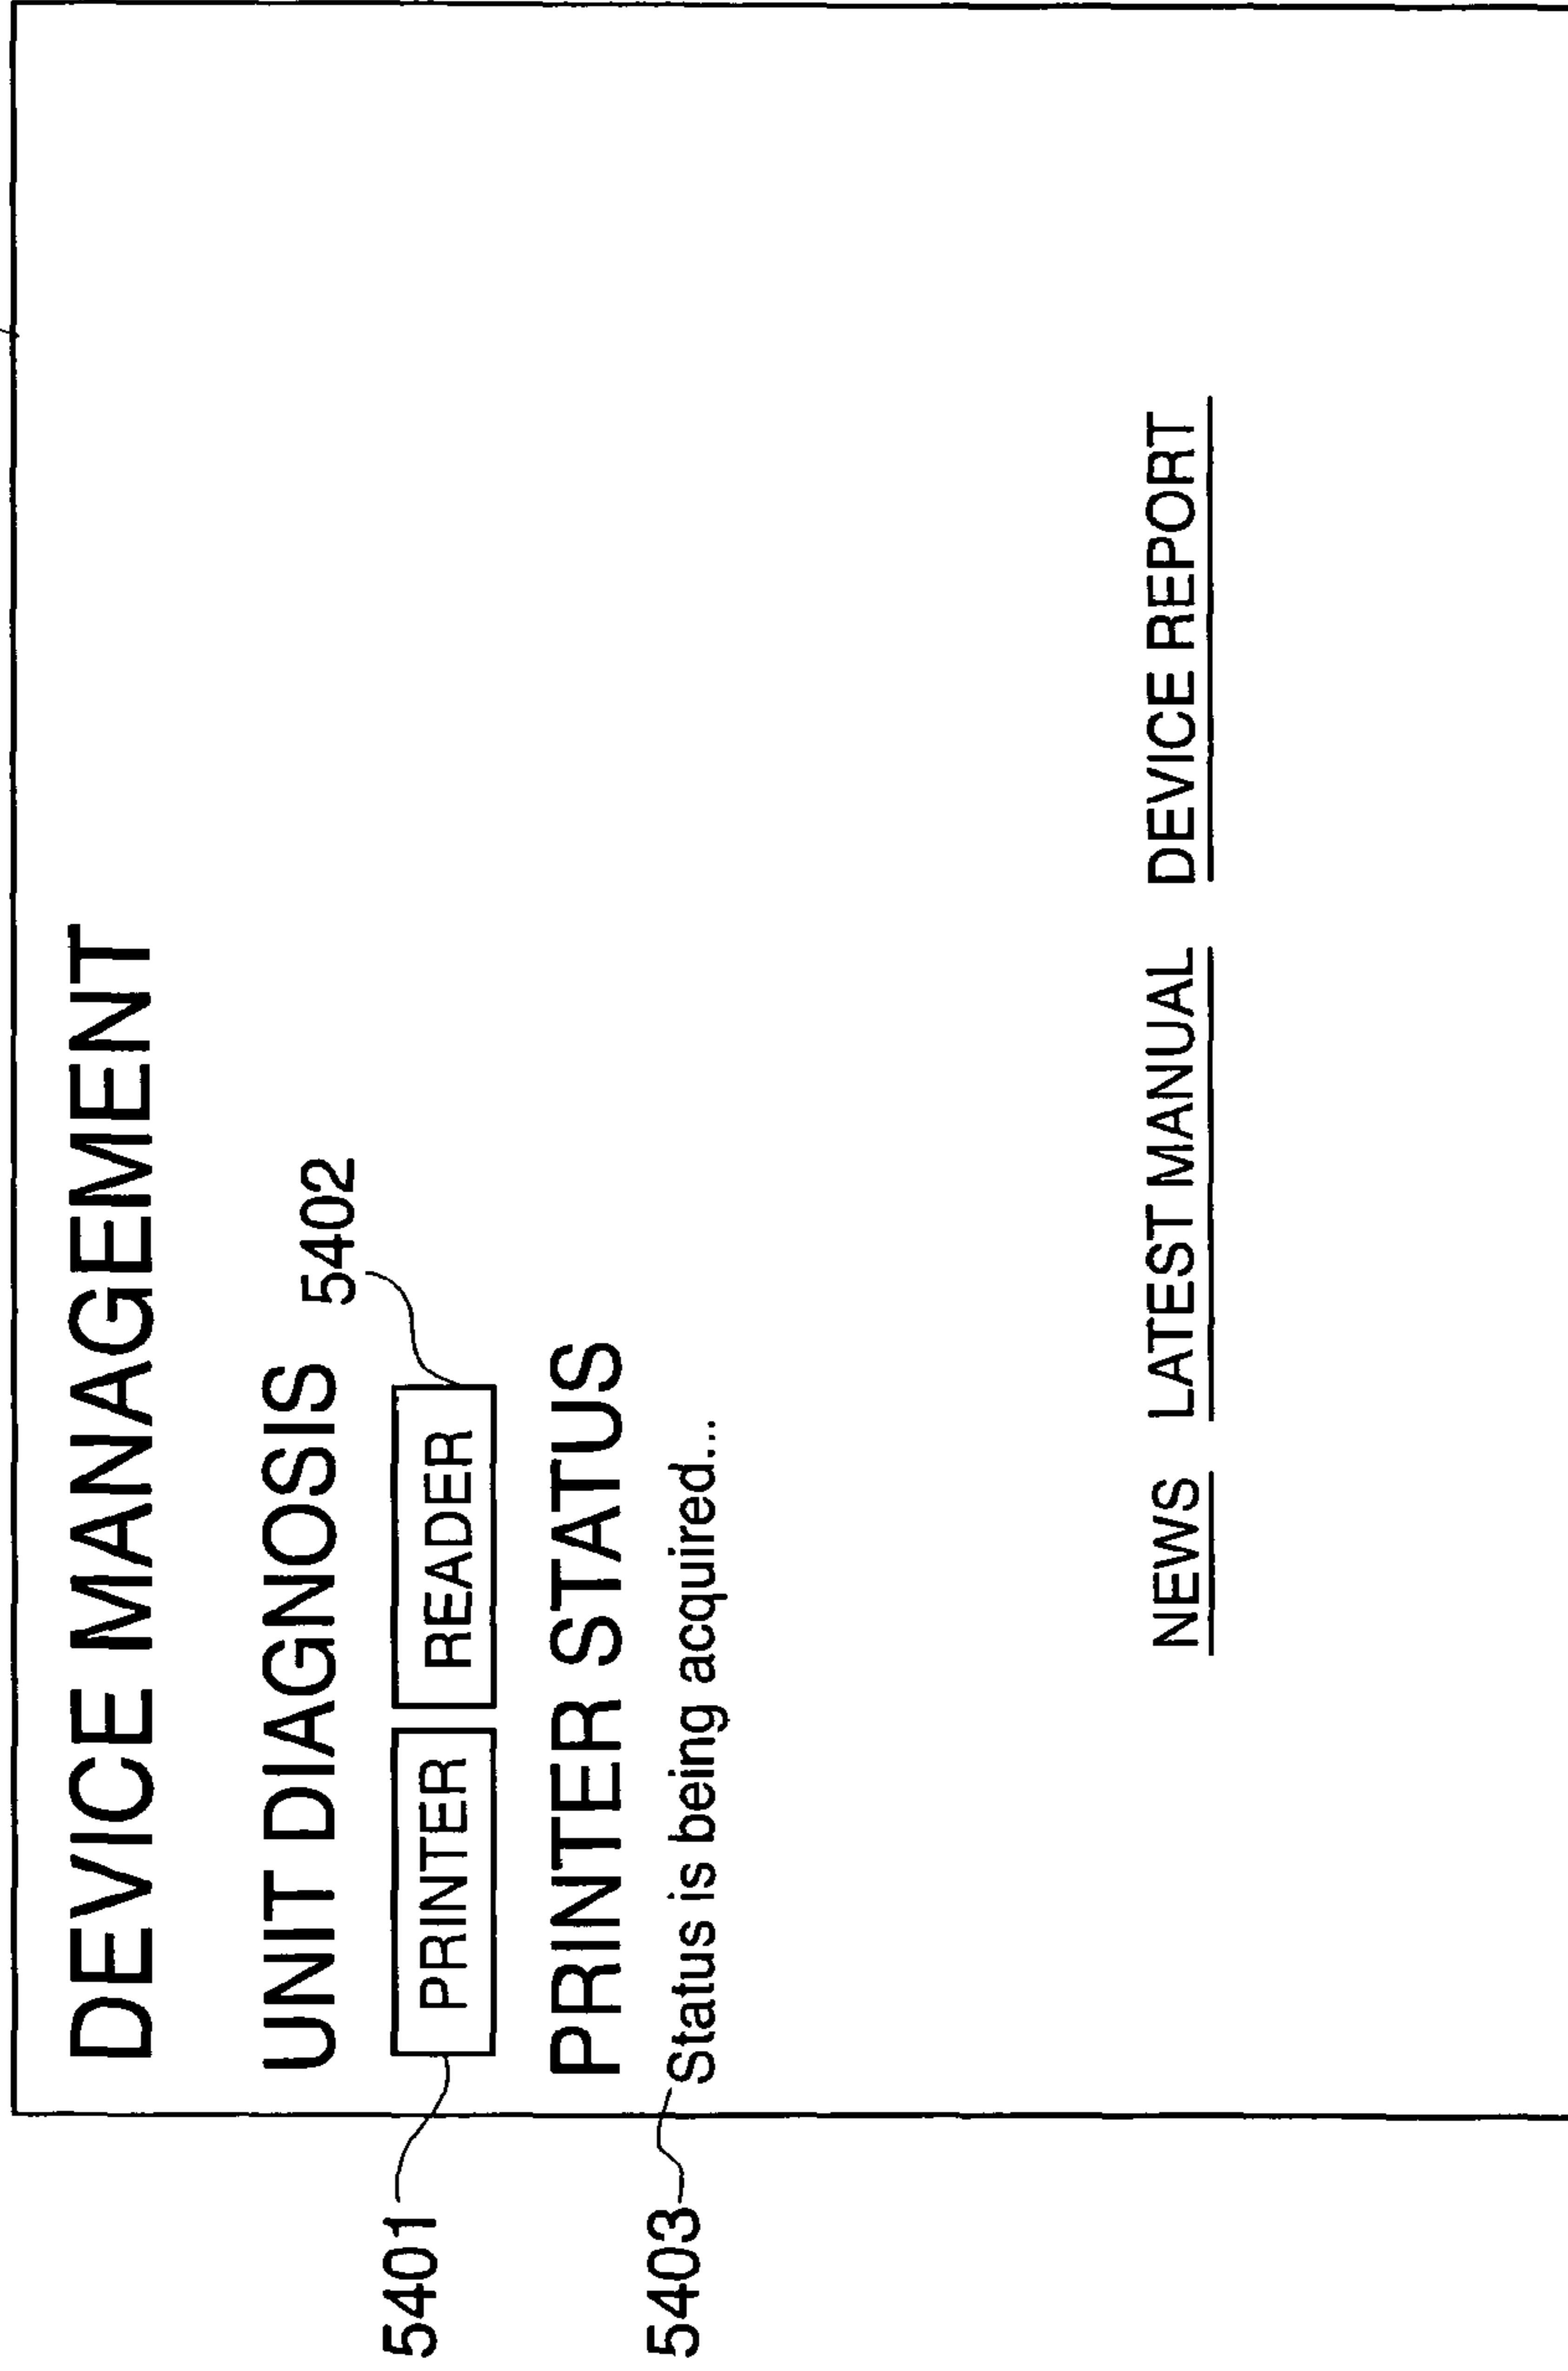 DEVICE MANAGEMENT
UNIT DIAGNOSIS
5402
5401
PRINTER READER
PRINTER STATUS
5403
Status is being acquired...
NEWS LATEST MANUAL DEVICE REPORT